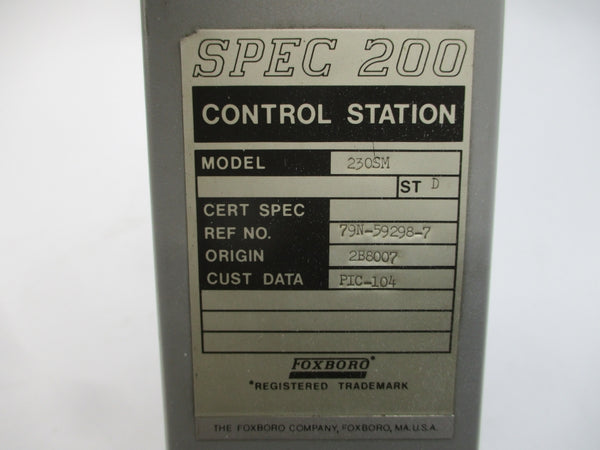 SPEC 200
CONTROL STATION
MODEL 230SM
ST D
CERT SPEC
REF NO. 79N-59298-7
ORIGIN 2B8007
CUST DATA PIC-104
FOXBORO*
*REGISTERED TRADEMARK
THE FOXBORO COMPANY, FOXBORO, MA. U.S.A.